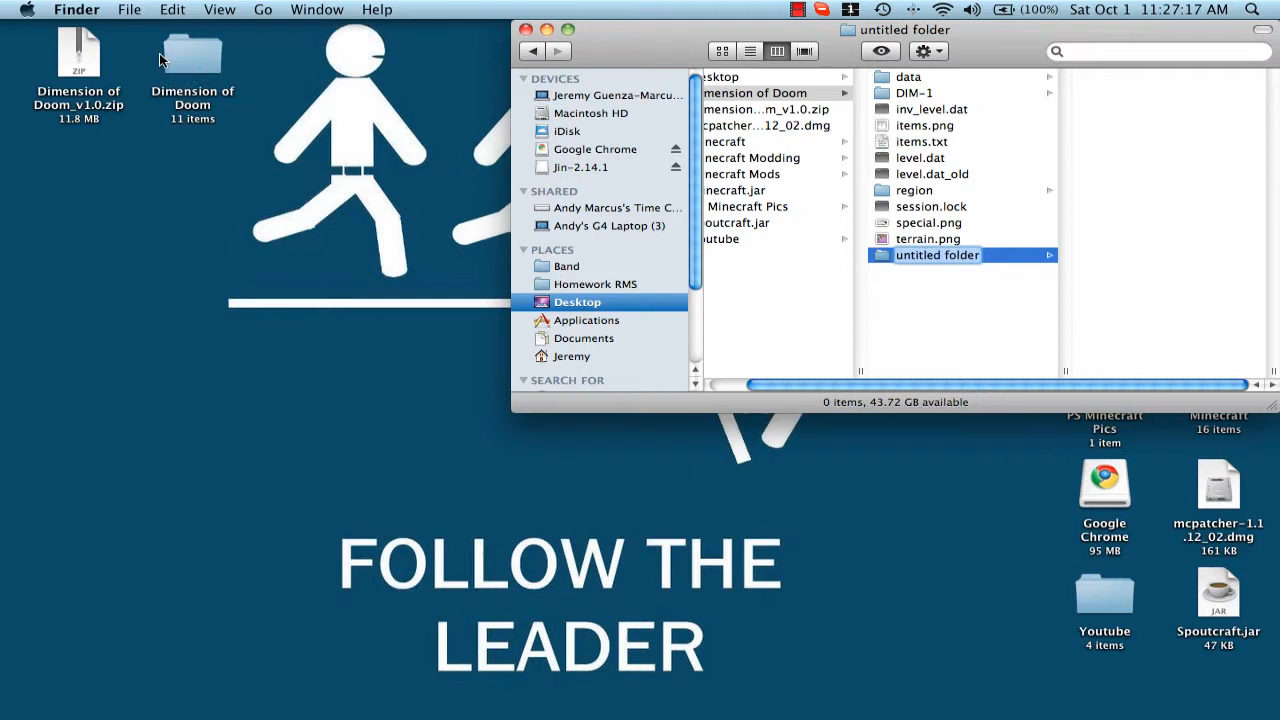 Finder File Edit View Go Window Help
1 (100%) Sat Oct 1 11:27:17 AM
ZIP
Dimension of
Doom_v1.0.zip
11.8 MB
Dimension of
Doom
11 items
untitled folder
DEVICES
Jeremy Guenza-Marcu...
Macintosh HD
iDisk
Google Chrome
Jin-2.14.1
SHARED
Andy Marcus's Time C...
Andy's G4 Laptop (3)
PLACES
Band
Homework RMS
Desktop
Applications
Documents
Jeremy
SEARCH FOR
esktop
mension of Doom
mension...m_v1.0.zip
cpatcher...12_02.dmg
inecraft
inecraft Modding
inecraft Mods
inecraft.jar
Minecraft Pics
outcraft.jar
outube
data
DIM-1
inv_level.dat
items.png
items.txt
level.dat
level.dat_old
region
session.lock
special.png
terrain.png
untitled folder
0 items, 43.72 GB available
PS Minecraft
Pics
1 item
Minecraft
16 items
Google
Chrome
95 MB
mcpatcher-1.1
.12_02.dmg
161 KB
Youtube
4 items
JAR
Spoutcraft.jar
47 KB
FOLLOW THE
LEADER